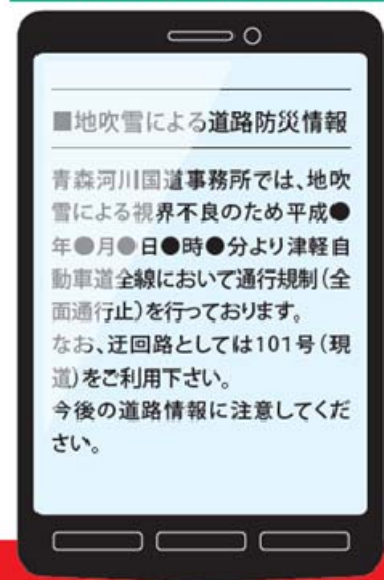 ■地吹雪による道路防災情報
青森河川国道事務所では、地吹
雪による視界不良のため平成●
年●月●日●時●分より津軽自
動車道全線において通行規制(全
面通行止)を行っております。
なお、迂回路としては101号(現
道)をご利用下さい。
今後の道路情報に注意してくだ
さい。